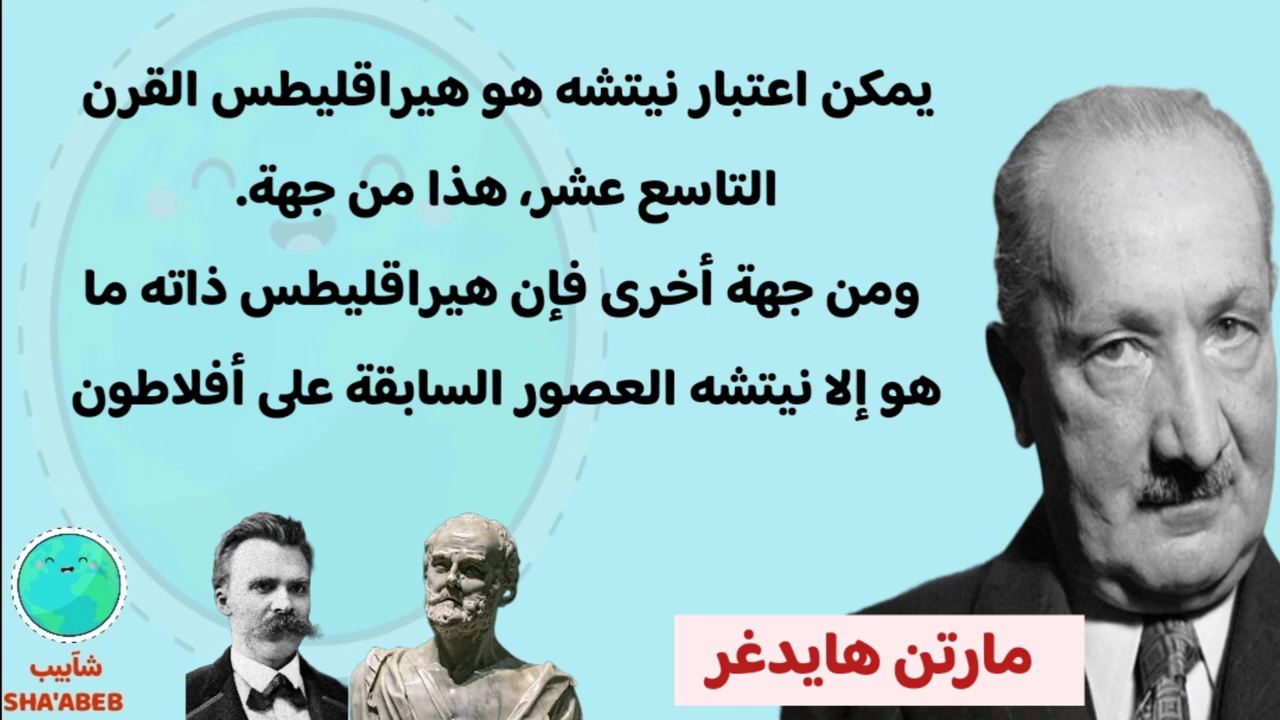 يمكن اعتبار نيتشه هو هيراقليطس القرن
التاسع عشر، هذا من جهة.
ومن جهة أخرى فإن هيراقليطس ذاته ما
هو إلا نيتشه العصور السابقة على أفلاطون
مارتن هايدغر
شآبيب
SHA'ABEB